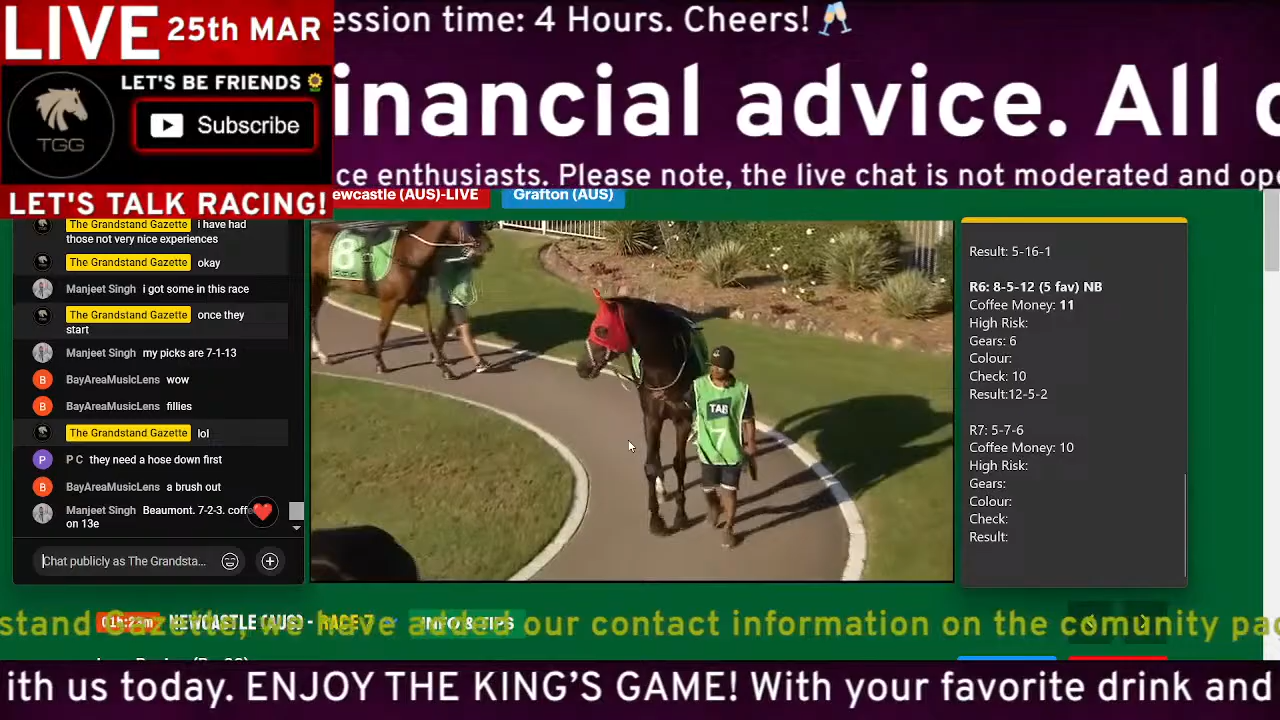 LIVE 25th MAR
ession time: 4 Hours. Cheers! 🥂
LET'S BE FRIENDS 🌻
TGG
Subscribe
inancial advice. All
ce enthusiasts. Please note, the live chat is not moderated and ope
LET'S TALK RACING!
ewcastle (AUS)-LIVE
Grafton (AUS)
The Grandstand Gazette i have had
those not very nice experiences
The Grandstand Gazette okay
Manjeet Singh i got some in this race
The Grandstand Gazette once they
start
Manjeet Singh my picks are 7-1-13
BayAreaMusicLens wow
BayAreaMusicLens fillies
The Grandstand Gazette lol
P C they need a hose down first
BayAreaMusicLens a brush out
Manjeet Singh Beaumont. 7-2-3. coff
on 13e
Chat publicly as The Grandsta...
8
TAB
7
Result: 5-16-1
R6: 8-5-12 (5 fav) NB
Coffee Money: 11
High Risk:
Gears: 6
Colour:
Check: 10
Result:12-5-2
R7: 5-7-6
Coffee Money: 10
High Risk:
Gears:
Colour:
Check:
Result:
NEWCASTLE (AUS) - RACE 7
INFO & TIPS
stand Gazette, we have added our contact information on the comunity pag
ith us today. ENJOY THE KING'S GAME! With your favorite drink and